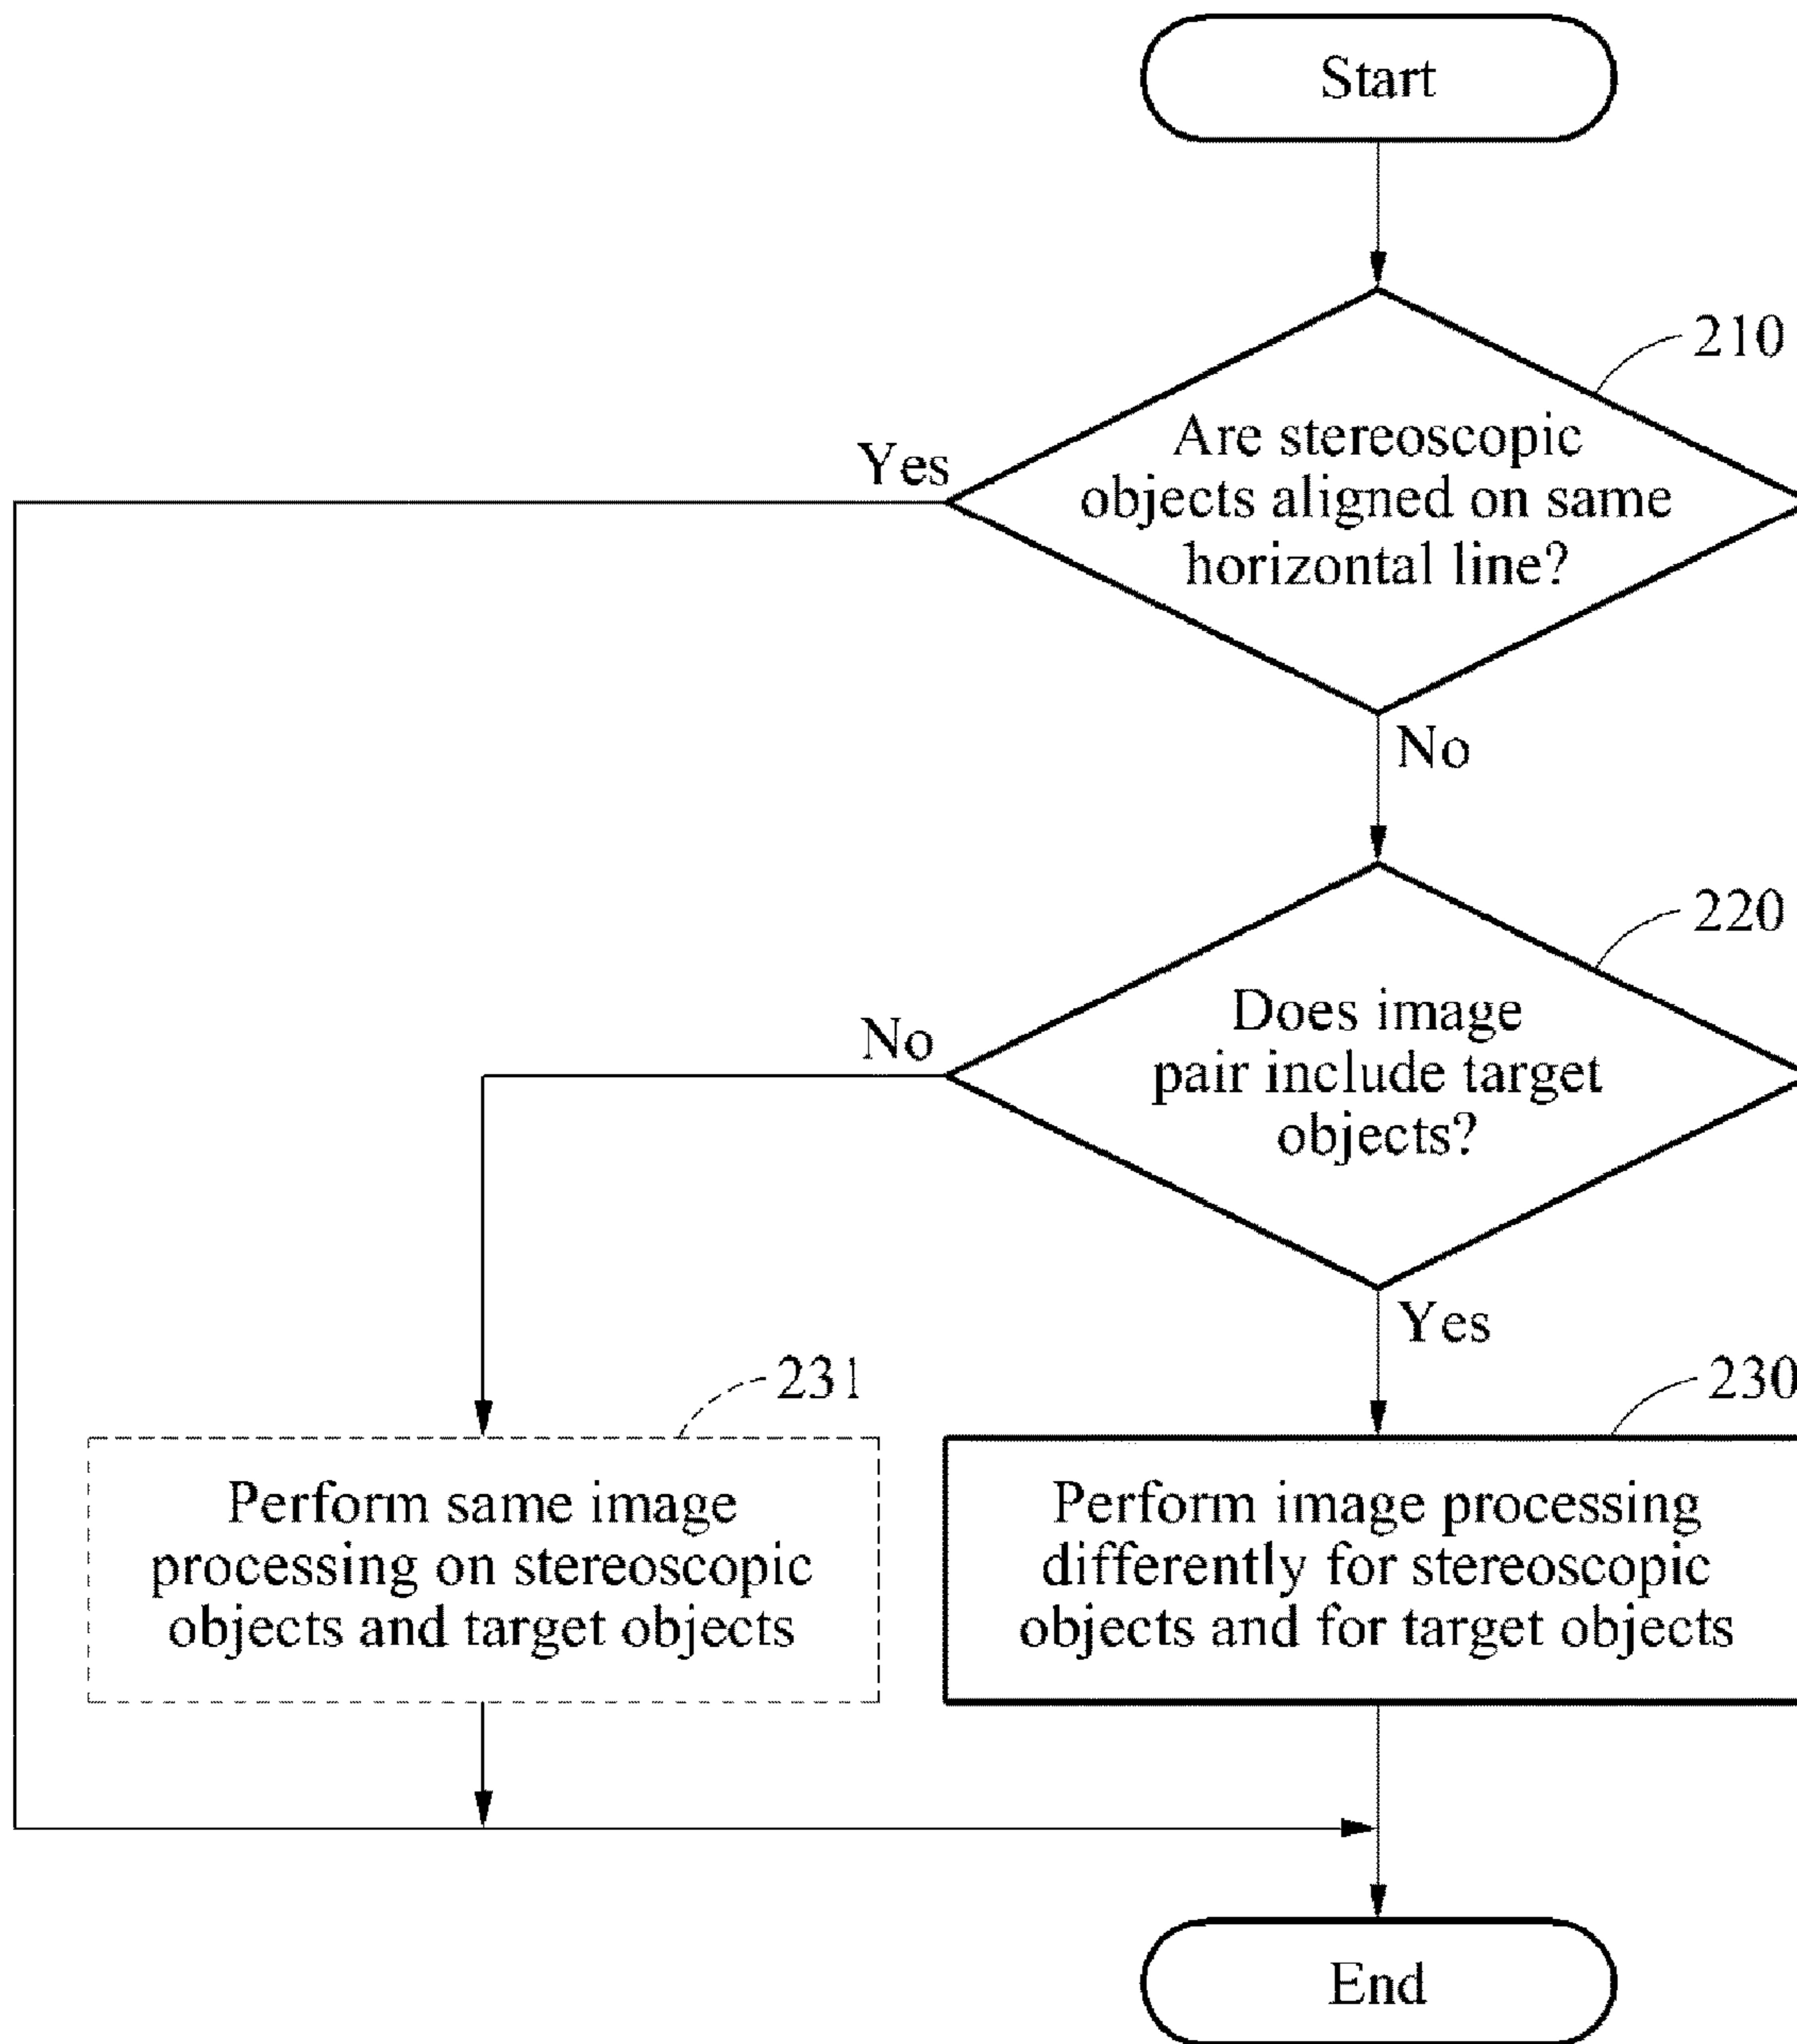 Start
210
Are stereoscopic
objects aligned on same
horizontal line?
Yes
No
220
Does image
pair include target
objects?
No
Yes
231
230
Perform same image
processing on stereoscopic
objects and target objects
Perform image processing
differently for stereoscopic
objects and for target objects
End